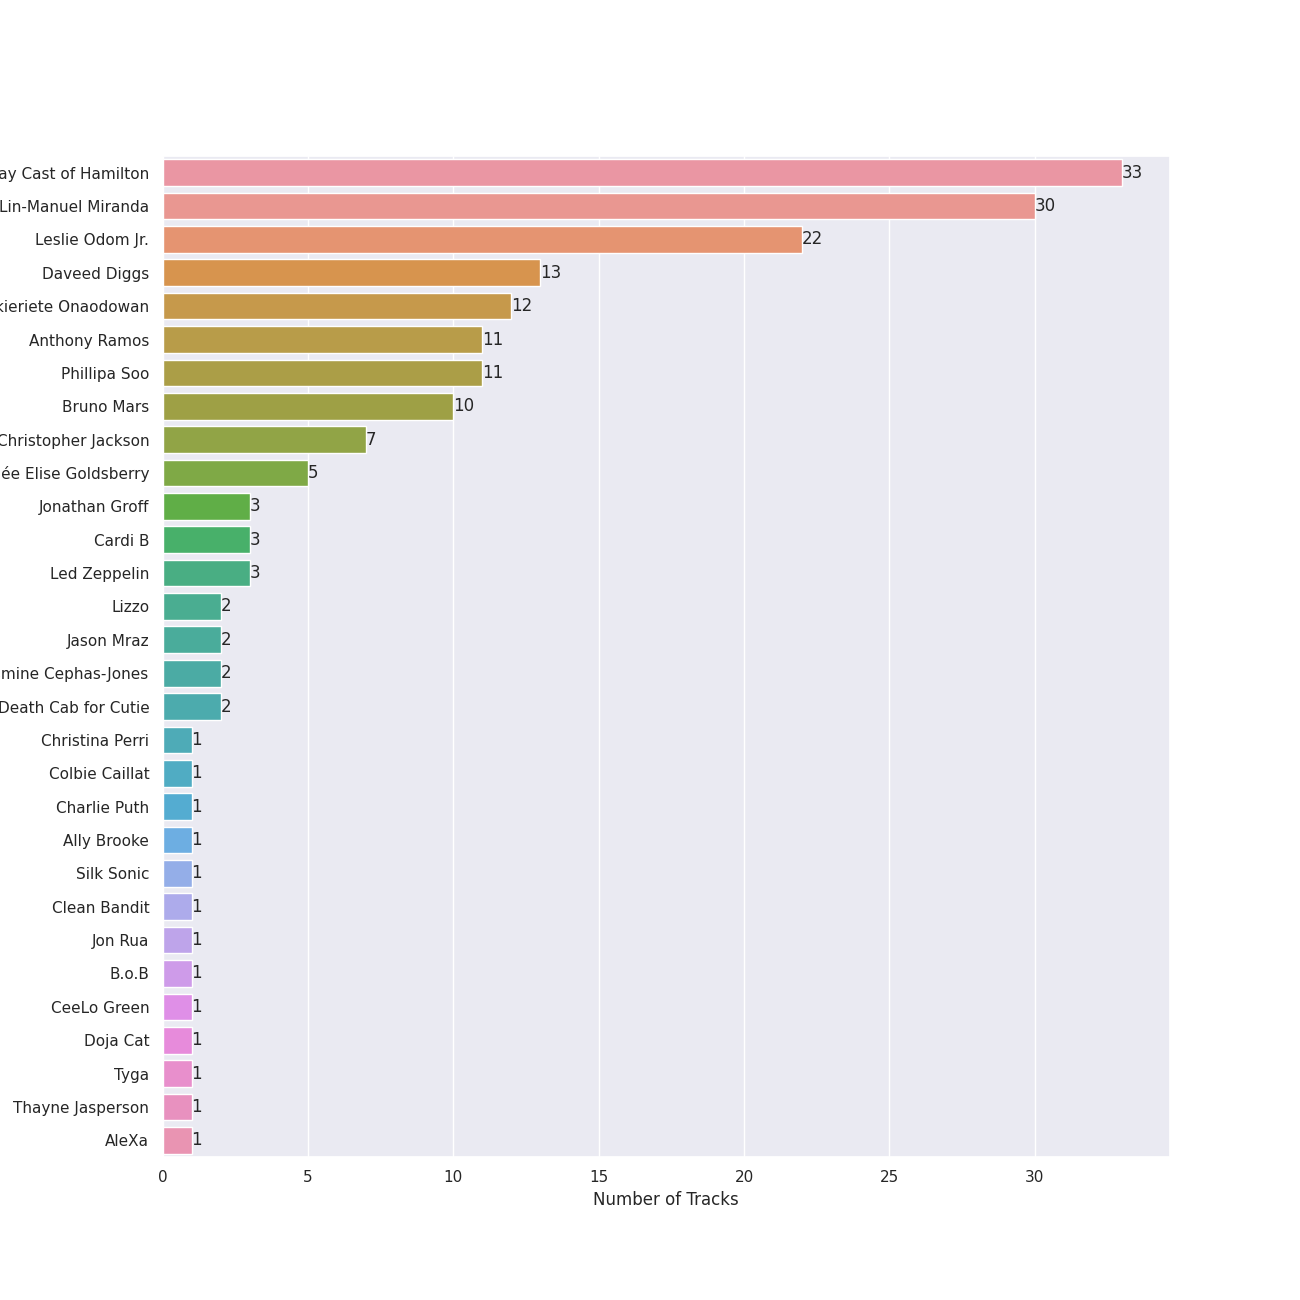 ay Cast of Hamilton 33
Lin-Manuel Miranda 30
Leslie Odom Jr. 22
Daveed Diggs 13
kieriete Onaodowan 12
Anthony Ramos 11
Phillipa Soo 11
Bruno Mars 10
Christopher Jackson 7
ée Elise Goldsberry 5
Jonathan Groff 3
Cardi B 3
Led Zeppelin 3
Lizzo 2
Jason Mraz 2
mine Cephas-Jones 2
Death Cab for Cutie 2
Christina Perri 1
Colbie Caillat 1
Charlie Puth 1
Ally Brooke 1
Silk Sonic 1
Clean Bandit 1
Jon Rua 1
B.o.B 1
CeeLo Green 1
Doja Cat 1
Tyga 1
Thayne Jasperson 1
AleXa 1
0 5 10 15 20 25 30
Number of Tracks